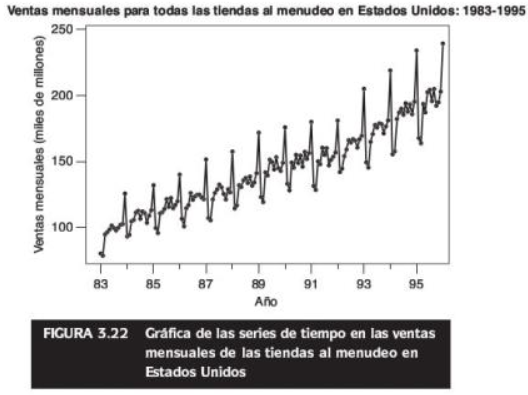 Ventas mensuales para todas las tiendas al menudeo en Estados Unidos: 1983-1995
Ventas mensuales (miles de millones)
250
200
150
100
83 85 87 89 91 93 95
Año
FIGURA 3.22 Gráfica de las series de tiempo en las ventas
mensuales de las tiendas al menudeo en
Estados Unidos